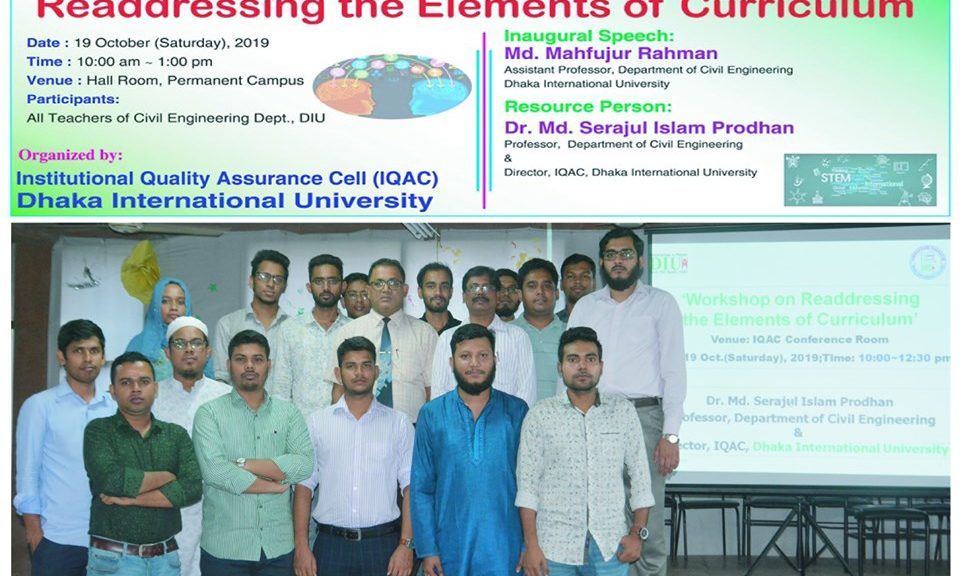 Readdressing the Elements of Curriculum
Date : 19 October (Saturday), 2019
Time : 10:00 am ~ 1:00 pm
Venue : Hall Room, Permanent Campus
Participants:
All Teachers of Civil Engineering Dept., DIU
Organized by:
Institutional Quality Assurance Cell (IQAC)
Dhaka International University
Inaugural Speech:
Md. Mahfujur Rahman
Assistant Professor, Department of Civil Engineering
Dhaka International University
Resource Person:
Dr. Md. Serajul Islam Prodhan
Professor, Department of Civil Engineering
&
Director, IQAC, Dhaka International University
STEM
International
DIU
'Workshop on Readdressing
the Elements of Curriculum'
Venue: IQAC Conference Room
19 Oct.(Saturday), 2019;Time: 10:00~12:30 pm
Dr. Md. Serajul Islam Prodhan
ofessor, Department of Civil Engineering
&
ector, IQAC, Dhaka International University